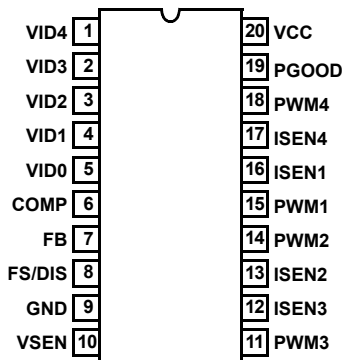 VID4 1 20 VCC
VID3 2 19 PGOOD
VID2 3 18 PWM4
VID1 4 17 ISEN4
VID0 5 16 ISEN1
COMP 6 15 PWM1
FB 7 14 PWM2
FS/DIS 8 13 ISEN2
GND 9 12 ISEN3
VSEN 10 11 PWM3